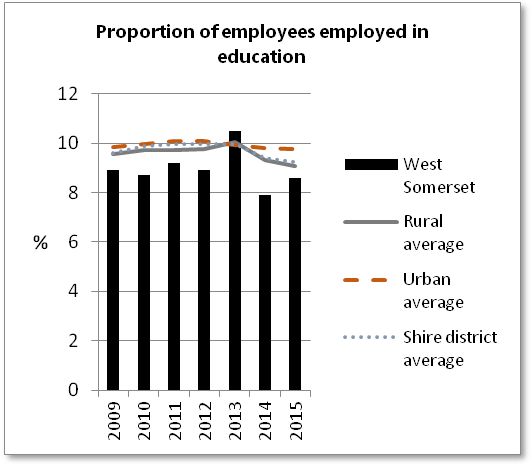 Proportion of employees employed in
education
12
10
8
6
4
2
0
%
2009
2010
2011
2012
2013
2014
2015
West
Somerset
Rural
average
Urban
average
Shire district
average